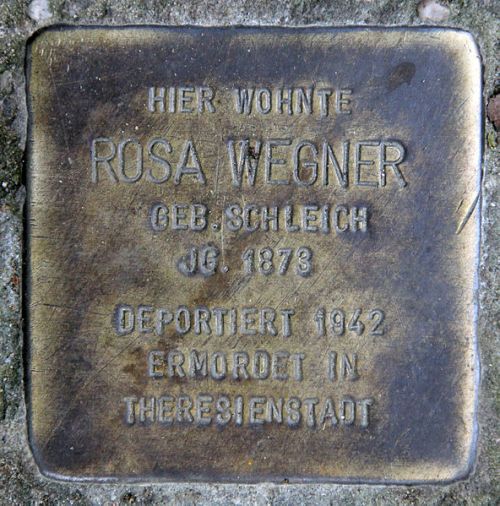 HIER WOHNTE
ROSA WEGNER
GEB. SCHLEICH
JG. 1873
DEPORTIERT 1942
ERMORDET IN
THERESIENSTADT